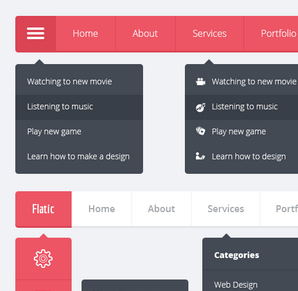 Home About Services Portfolio
Watching to new movie
Listening to music
Play new game
Learn how to make a design
Watching to new movie
Listening to music
Play new game
Learn how to design
Flatic Home About Services
Categories
Web Design